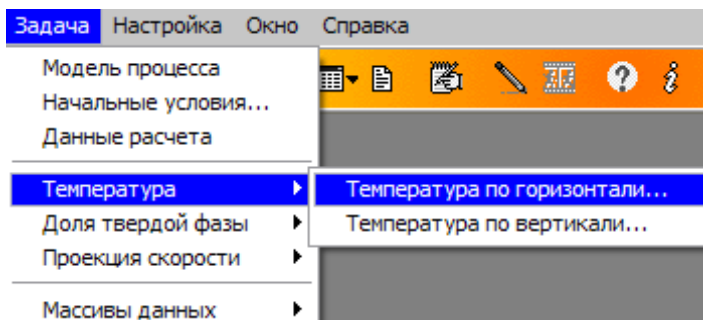 Задача Настройка Окно Справка
Модель процесса
Начальные условия...
Данные расчета
Температура
Температура по горизонтали...
Доля твердой фазы
Температура по вертикали...
Проекция скорости
Массивы данных